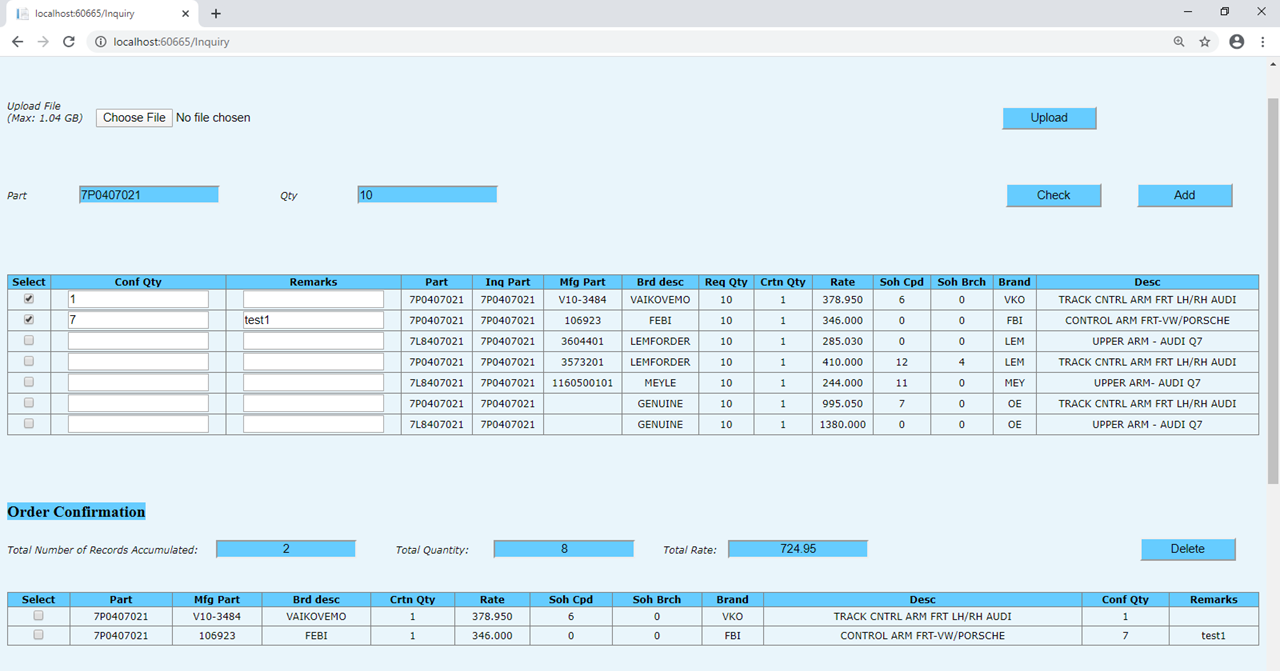 localhost:60665/Inquiry
localhost:60665/Inquiry
Upload File
(Max: 1.04 GB) Choose File No file chosen Upload
Part 7P0407021 Qty 10 Check Add
Select Conf Qty Remarks Part Inq Part Mfg Part Brd desc Req Qty Crtn Qty Rate Soh Cpd Soh Brch Brand Desc
1 7P0407021 7P0407021 V10-3484 VAIKOVEMO 10 1 378.950 6 0 VKO TRACK CNTRL ARM FRT LH/RH AUDI
7 test1 7P0407021 7P0407021 106923 FEBI 10 1 346.000 0 0 FBI CONTROL ARM FRT-VW/PORSCHE
7L8407021 7P0407021 3604401 LEMFORDER 10 1 285.030 0 0 LEM UPPER ARM - AUDI Q7
7P0407021 7P0407021 3573201 LEMFORDER 10 1 410.000 12 4 LEM TRACK CNTRL ARM FRT LH/RH AUDI
7L8407021 7P0407021 1160500101 MEYLE 10 1 244.000 11 0 MEY UPPER ARM- AUDI Q7
7P0407021 7P0407021 GENUINE 10 1 995.050 7 0 OE TRACK CNTRL ARM FRT LH/RH AUDI
7L8407021 7P0407021 GENUINE 10 1 1380.000 0 0 OE UPPER ARM - AUDI Q7
Order Confirmation
Total Number of Records Accumulated: 2 Total Quantity: 8 Total Rate: 724.95 Delete
Select Part Mfg Part Brd desc Crtn Qty Rate Soh Cpd Soh Brch Brand Desc Conf Qty Remarks
7P0407021 V10-3484 VAIKOVEMO 1 378.950 6 0 VKO TRACK CNTRL ARM FRT LH/RH AUDI 1
7P0407021 106923 FEBI 1 346.000 0 0 FBI CONTROL ARM FRT-VW/PORSCHE 7 test1